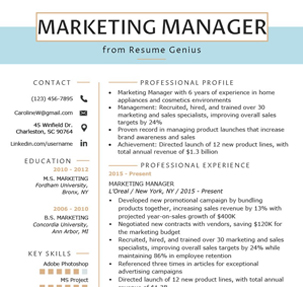 MARKETING MANAGER
from Resume Genius
CONTACT
(123) 456-7895
CarolineW@gmail.com
45 Winfield Dr.
Charleston, SC 90764
Linkedin.com/username
EDUCATION
2010 - 2012
M.S. MARKETING
Fordham University,
Bronx, NY
2006 - 2010
B.S. MARKETING
Concordia University,
Ann Arbor, MI
KEY SKILLS
Adobe Photoshop
MS Project
PROFESSIONAL PROFILE
• Marketing Manager with 6 years of experience in home
appliances and cosmetics environments
• Management: Recruited, hired, and trained over 30
marketing and sales specialists, improving overall sales
targets by 24%
• Proven record in managing product launches that increase
brand awareness and sales
• Achievement: Directed launch of 12 new product lines, with
total annual revenue of $1.3 billion
PROFESSIONAL EXPERIENCE
2015 - Present
MARKETING MANAGER
L'Oreal / New York, NY / 2015 - Present
• Developed new promotional campaign by bundling
products together, increasing sales revenue by 13% with
projected year-on-sales growth of $400K
• Negotiated new contracts with vendors, saving $120K for
the marketing budget
• Recruited, hired, and trained over 30 marketing and sales
specialists, improving overall sales targets by 24% while
maintaining 86% in employee retention
• Referenced three times in articles for exceptional
advertising campaigns
• Directed launch of 12 new product lines, with total annual